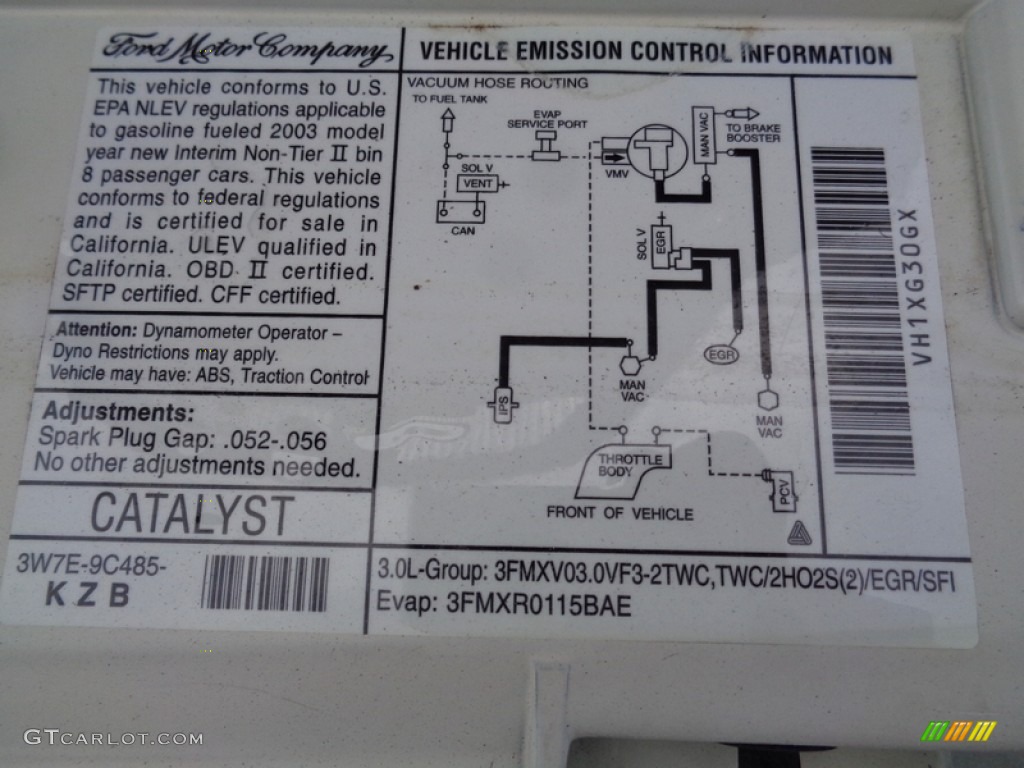 Ford Motor Company
VEHICLE EMISSION CONTROL INFORMATION
This vehicle conforms to U.S.
EPA NLEV regulations applicable
to gasoline fueled 2003 model
year new Interim Non-Tier II bin
8 passenger cars. This vehicle
conforms to federal regulations
and is certified for sale in
California. ULEV qualified in
California. OBD II certified.
SFTP certified. CFF certified.
Attention: Dynamometer Operator –
Dyno Restrictions may apply.
Vehicle may have: ABS, Traction Control
Adjustments:
Spark Plug Gap: .052-.056
No other adjustments needed.
CATALYST
3W7E-9C485-
K Z B
VACUUM HOSE ROUTING
TO FUEL TANK
EVAP
SERVICE PORT
MAN VAC
TO BRAKE
BOOSTER
VMV
SOL V
VENT
CAN
SOL V
EGR
EGR
IPS
MAN
VAC
MAN
VAC
THROTTLE
BODY
PCV
FRONT OF VEHICLE
VH1XG30GX
3.0L-Group: 3FMXV03.0VF3-2TWC,TWC/2HO2S(2)/EGR/SFI
Evap: 3FMXR0115BAE
GTCARLOT.COM